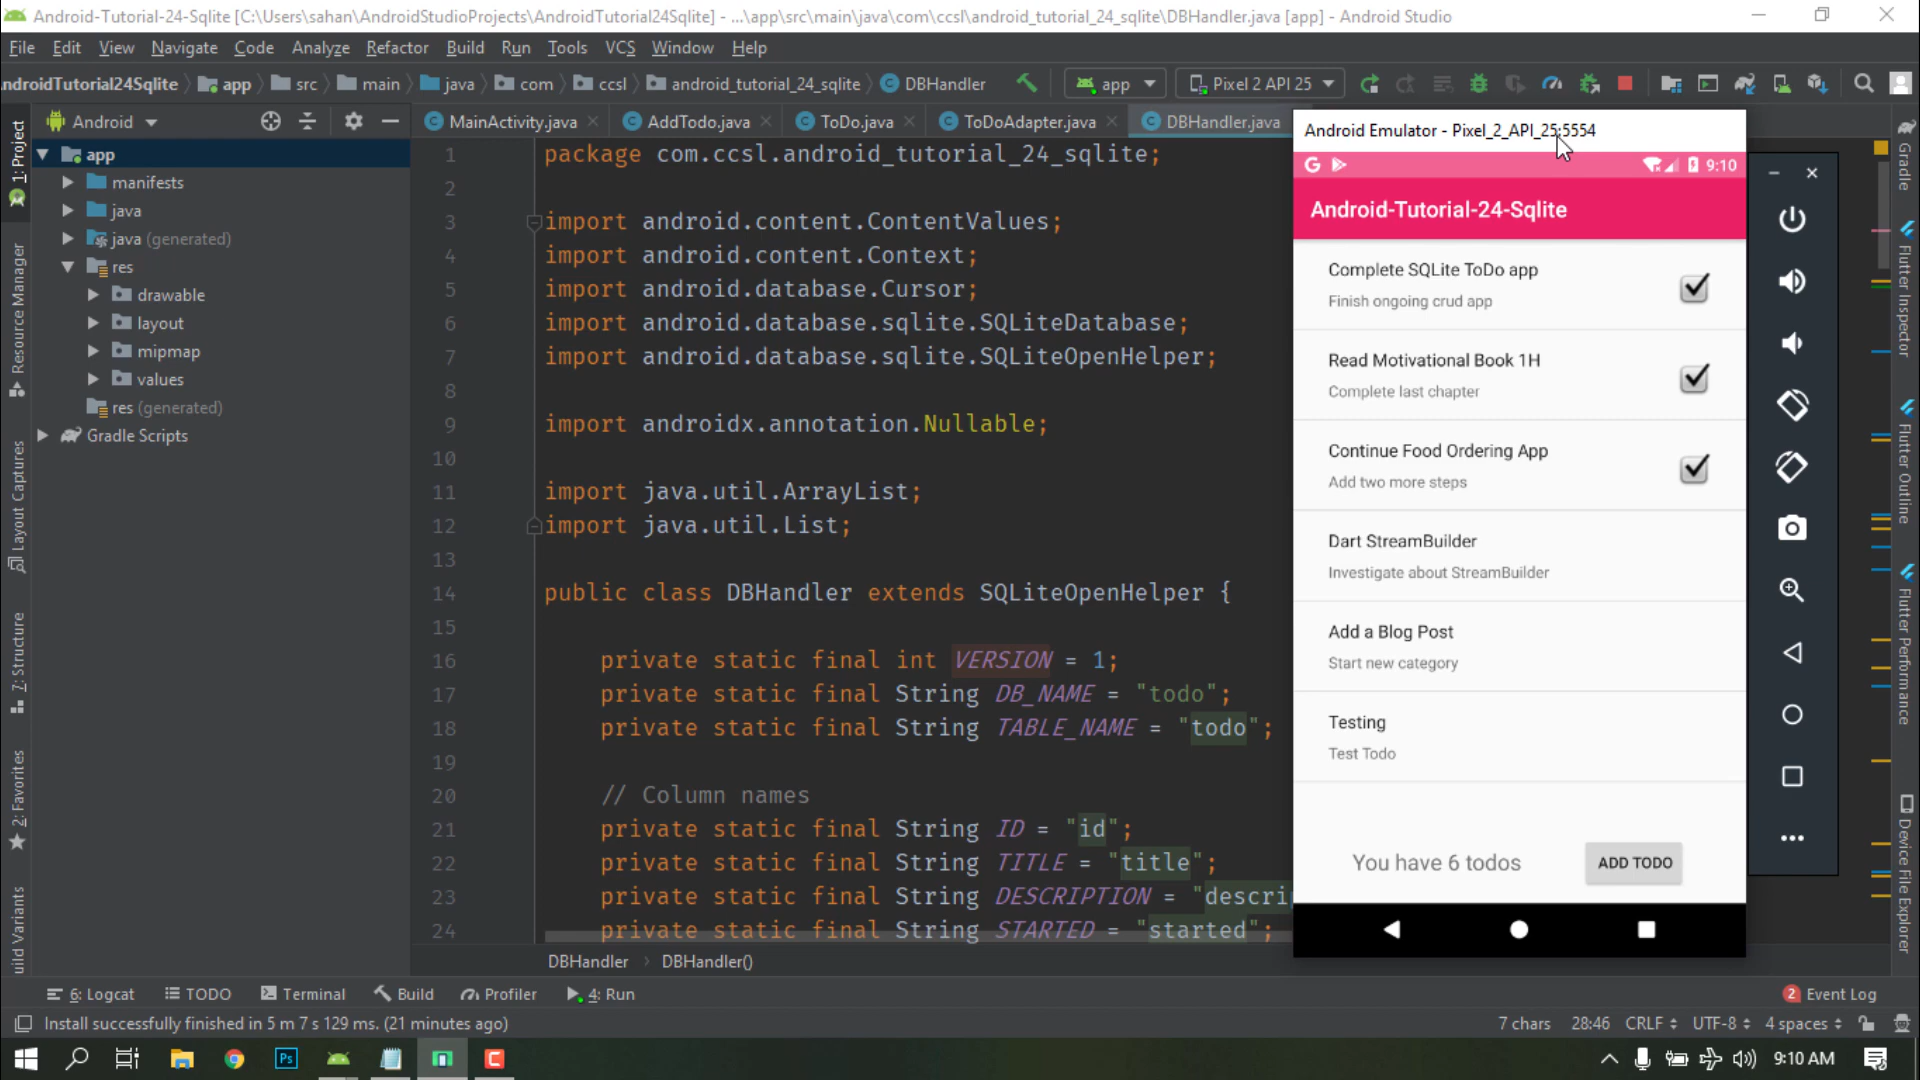 Android-Tutorial-24-Sqlite [C:\Users\sahan\AndroidStudioProjects\AndroidTutorial24Sqlite] - ...\app\src\main\java\com\ccsl\android_tutorial_24_sqlite\DBHandler.java [app] - Android Studio
File Edit View Navigate Code Analyze Refactor Build Run Tools VCS Window Help
ndroidTutorial24Sqlite app src main java com ccsl android_tutorial_24_sqlite DBHandler app Pixel 2 API 25
Android MainActivity.java AddTodo.java ToDo.java ToDoAdapter.java DBHandler.java
1: Project
Resource Manager
Layout Captures
7: Structure
2: Favorites
uild Variants
app
manifests
java
java (generated)
res
drawable
layout
mipmap
values
res (generated)
Gradle Scripts
1 package com.ccsl.android_tutorial_24_sqlite;
2
3 import android.content.ContentValues;
4 import android.content.Context;
5 import android.database.Cursor;
6 import android.database.sqlite.SQLiteDatabase;
7 import android.database.sqlite.SQLiteOpenHelper;
8
9 import androidx.annotation.Nullable;
10
11 import java.util.ArrayList;
12 import java.util.List;
13
14 public class DBHandler extends SQLiteOpenHelper {
15
16 private static final int VERSION = 1;
17 private static final String DB_NAME = "todo";
18 private static final String TABLE_NAME = "todo";
19
20 // Column names
21 private static final String ID = "id";
22 private static final String TITLE = "title";
23 private static final String DESCRIPTION = "descri
24 private static final String STARTED = "started";
DBHandler DBHandler()
Android Emulator - Pixel_2_API_25:5554
G 9:10
Android-Tutorial-24-Sqlite
Complete SQLite ToDo app
Finish ongoing crud app
Read Motivational Book 1H
Complete last chapter
Continue Food Ordering App
Add two more steps
Dart StreamBuilder
Investigate about StreamBuilder
Add a Blog Post
Start new category
Testing
Test Todo
You have 6 todos ADD TODO
Gradle
Flutter Inspector
Flutter Outline
Flutter Performance
Device File Explorer
6: Logcat TODO Terminal Build Profiler 4: Run 2 Event Log
Install successfully finished in 5 m 7 s 129 ms. (21 minutes ago) 7 chars 28:46 CRLF UTF-8 4 spaces
Ps C 9:10 AM